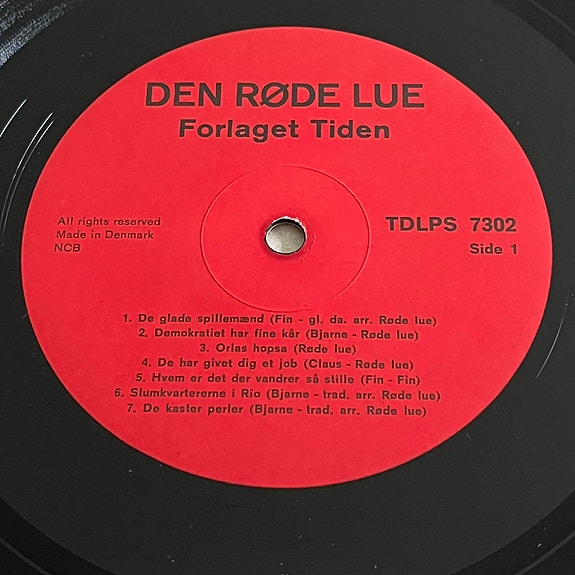 DEN RØDE LUE
Forlaget Tiden
All rights reserved
Made in Denmark
NCB
TDLPS 7302
Side 1
1. De glade spillemænd (Fin - gl. da. arr. Røde lue)
2. Demokratiet har fine kår (Bjarne - Røde lue)
3. Orlas hopsa (Røde lue)
4. De har givet dig et job (Claus - Røde lue)
5. Hvem er det der vandrer så stille (Fin - Fin)
6. Slumkvartererne i Rio (Bjarne - trad. arr. Røde lue)
7. De kaster perler (Bjarne - trad. arr. Røde lue)